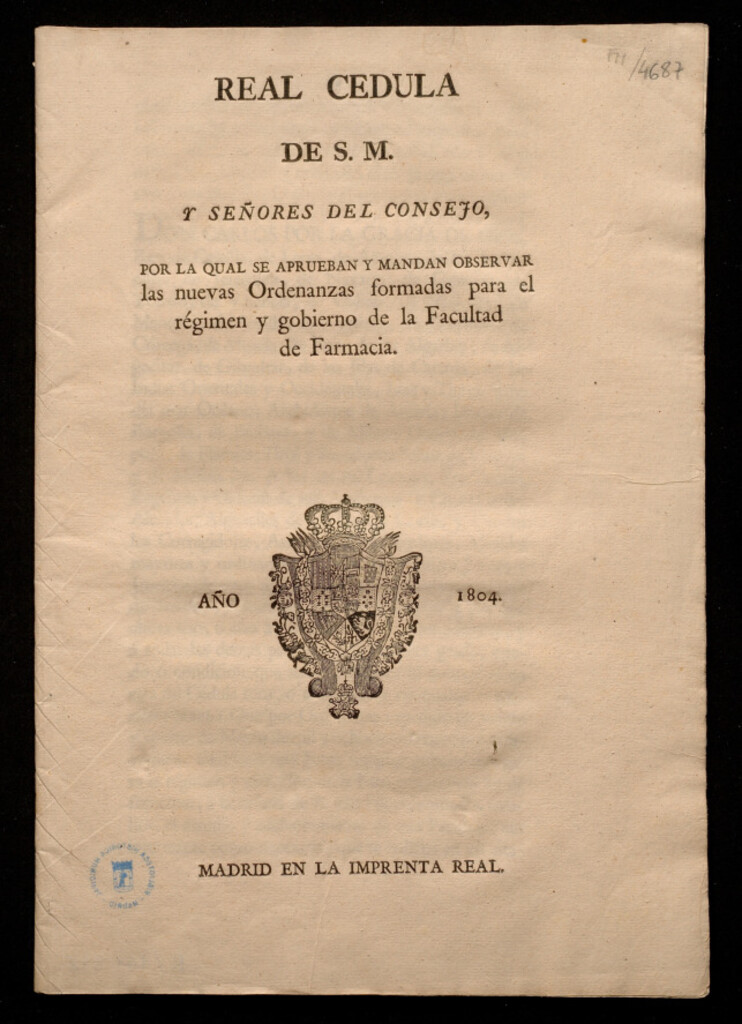 /4687
REAL CEDULA
DE S. M.
Y SEÑORES DEL CONSEJO,
POR LA QUAL SE APRUEBAN Y MANDAN OBSERVAR
las nuevas Ordenanzas formadas para el
régimen y gobierno de la Facultad
de Farmacia.
AÑO 1804.
MADRID EN LA IMPRENTA REAL.